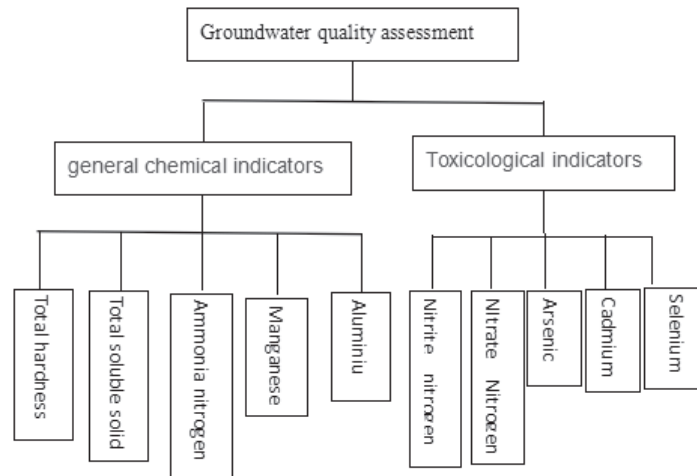 Groundwater quality assessment
general chemical indicators
Toxicological indicators
Total hardness
Total soluble solid
Ammonia nitrogen
Manganese
Aluminiu
Nitrite nitrogen
NItrate Nitrogen
Arsenic
Cadmium
Selenium